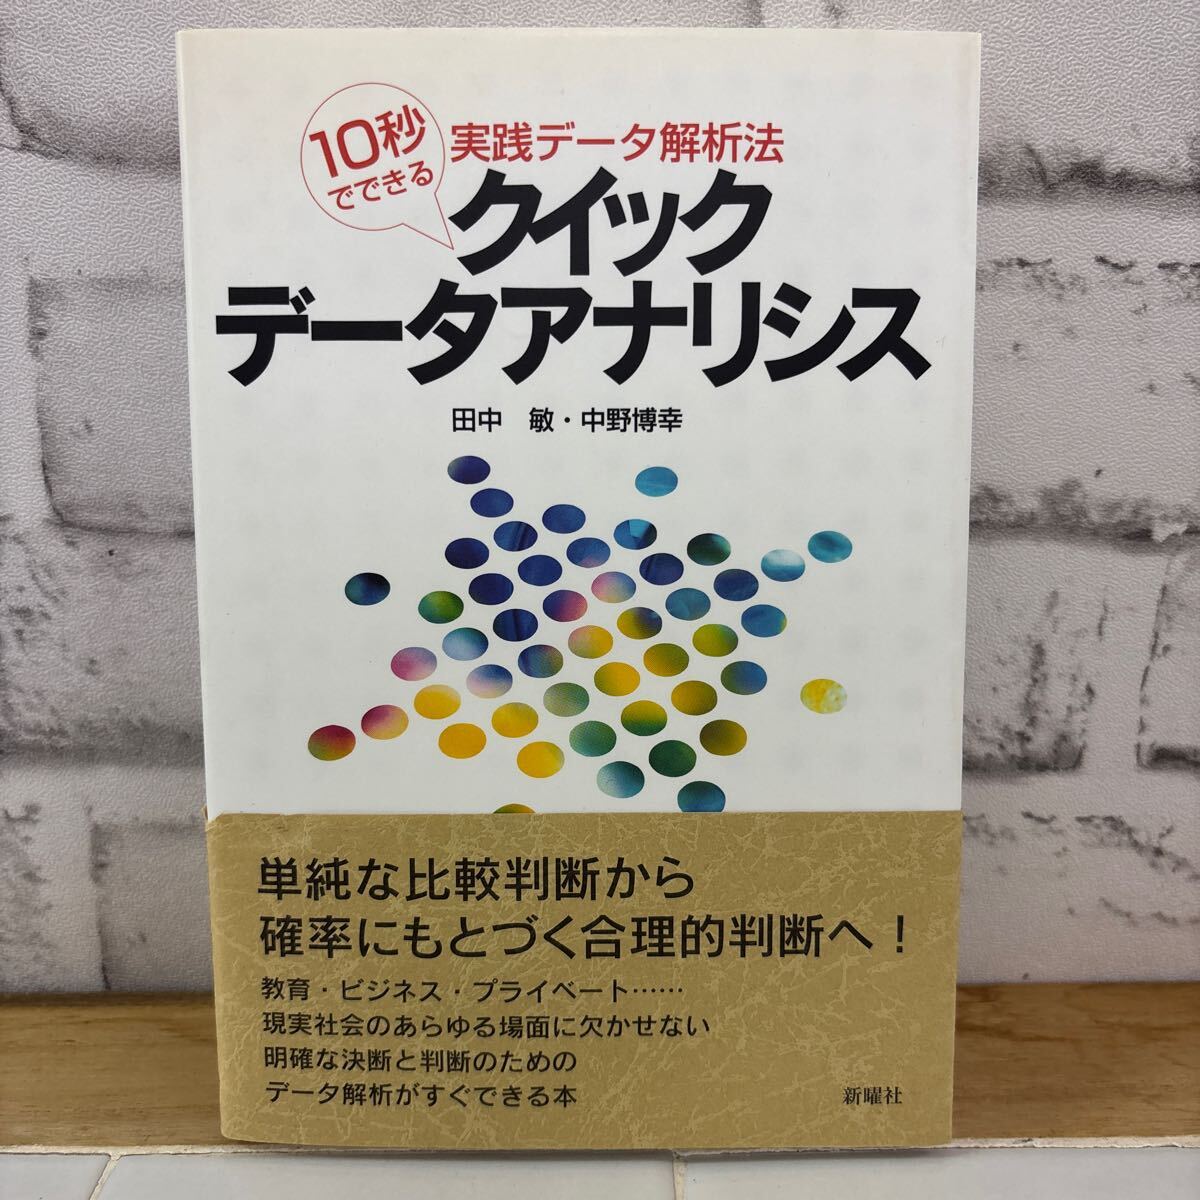 10秒
でできる
実践データ解析法
クイック
データアナリシス
田中　敏・中野博幸
単純な比較判断から
確率にもとづく合理的判断へ！
教育・ビジネス・プライベート……
現実社会のあらゆる場面に欠かせない
明確な決断と判断のための
データ解析がすぐできる本
新曜社